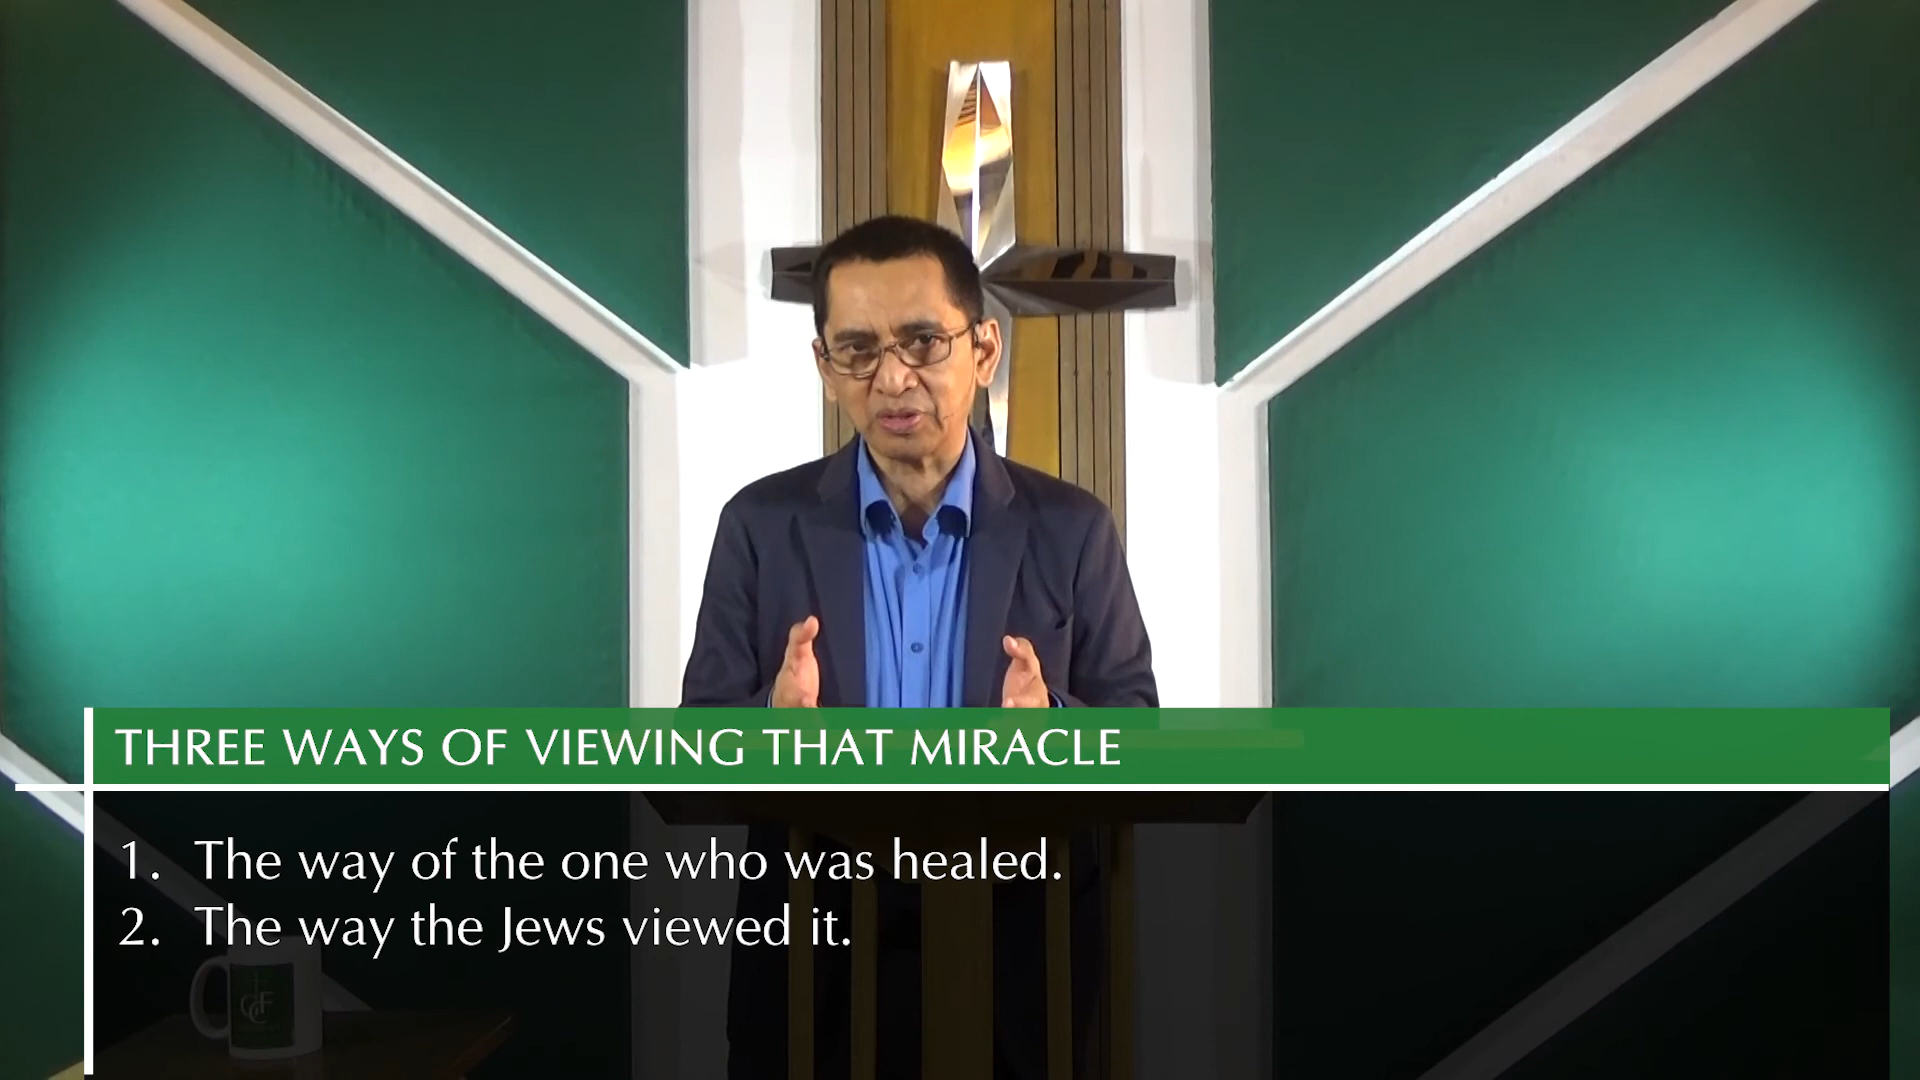 THREE WAYS OF VIEWING THAT MIRACLE
1. The way of the one who was healed.
2. The way the Jews viewed it.